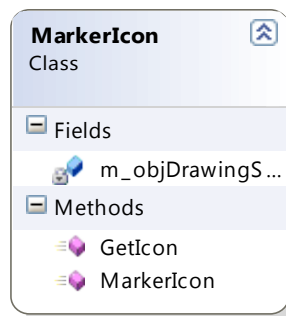 MarkerIcon
Class
Fields
m_objDrawingS...
Methods
GetIcon
MarkerIcon